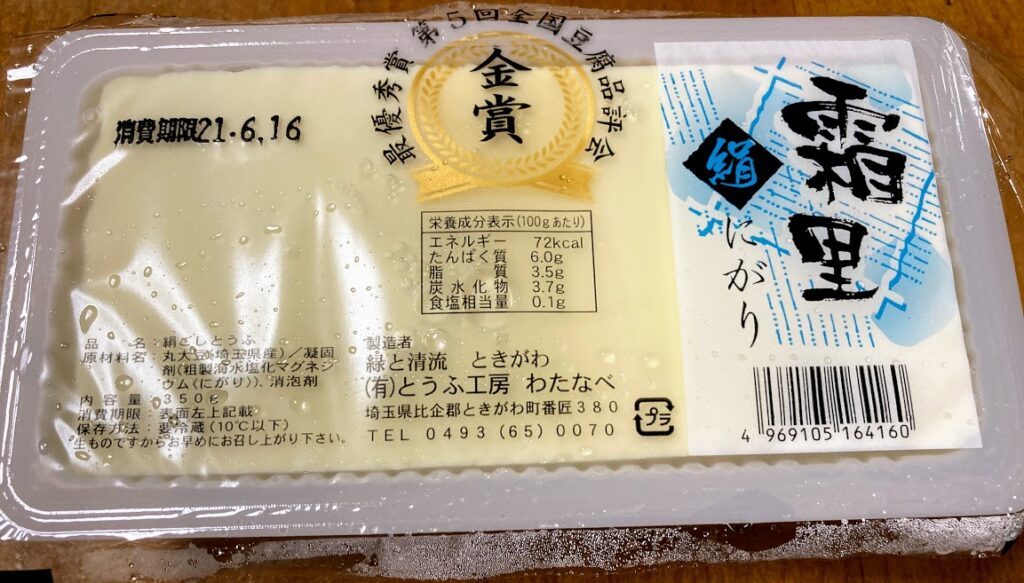 最優秀賞 第5回全国豆腐品評会
金賞
消費期限21.6.16
霜里
絹
にがり
栄養成分表示(100gあたり)
エネルギー 72kcal
たんぱく質 6.0g
脂質 3.5g
炭水化物 3.7g
食塩相当量 0.1g
品名:絹ごしとうふ
原材料名:丸大豆(埼玉県産)/凝固
剤(粗製海水塩化マグネシ
ウム(にがり))、消泡剤
内容量:350g
消費期限:表面左上記載
保存方法:要冷蔵(10℃以下)
生ものですからお早めにお召し上がり下さい。
製造者
緑と清流 ときがわ
(有)とうふ工房 わたなべ
埼玉県比企郡ときがわ町番匠380
TEL 0493(65)0070
プラ
4 969105 164160